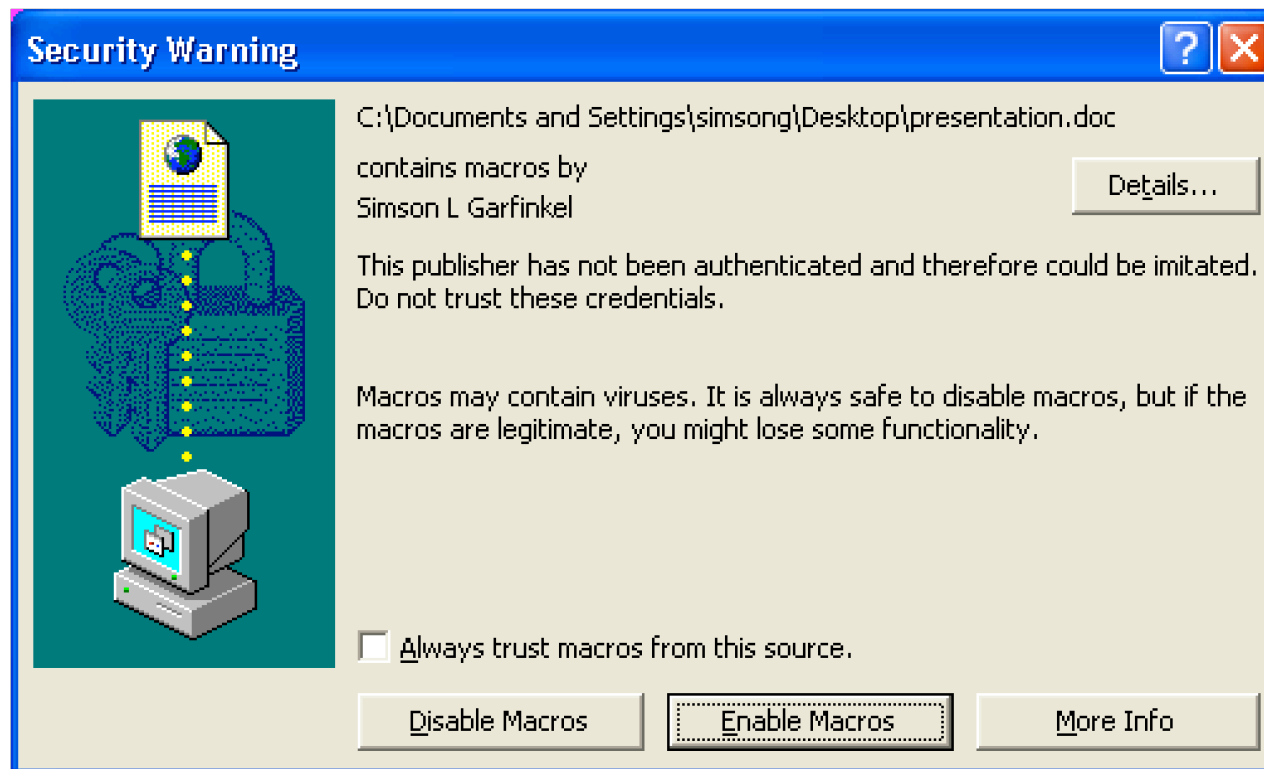 Security Warning
C:\Documents and Settings\simsong\Desktop\presentation.doc
contains macros by
Simson L Garfinkel
Details...
This publisher has not been authenticated and therefore could be imitated.
Do not trust these credentials.
Macros may contain viruses. It is always safe to disable macros, but if the
macros are legitimate, you might lose some functionality.
Always trust macros from this source.
Disable Macros
Enable Macros
More Info